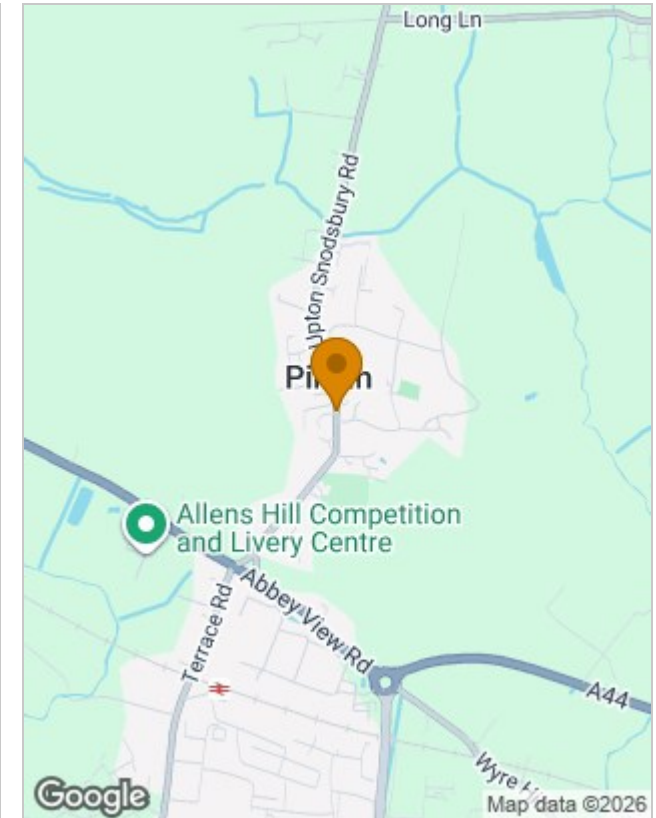 Long Ln
Upton Snodsbury Rd
Allens Hill Competition
and Livery Centre
Abbey View Rd
Terrace Rd
A44
Wyre
Google
Map data ©2026